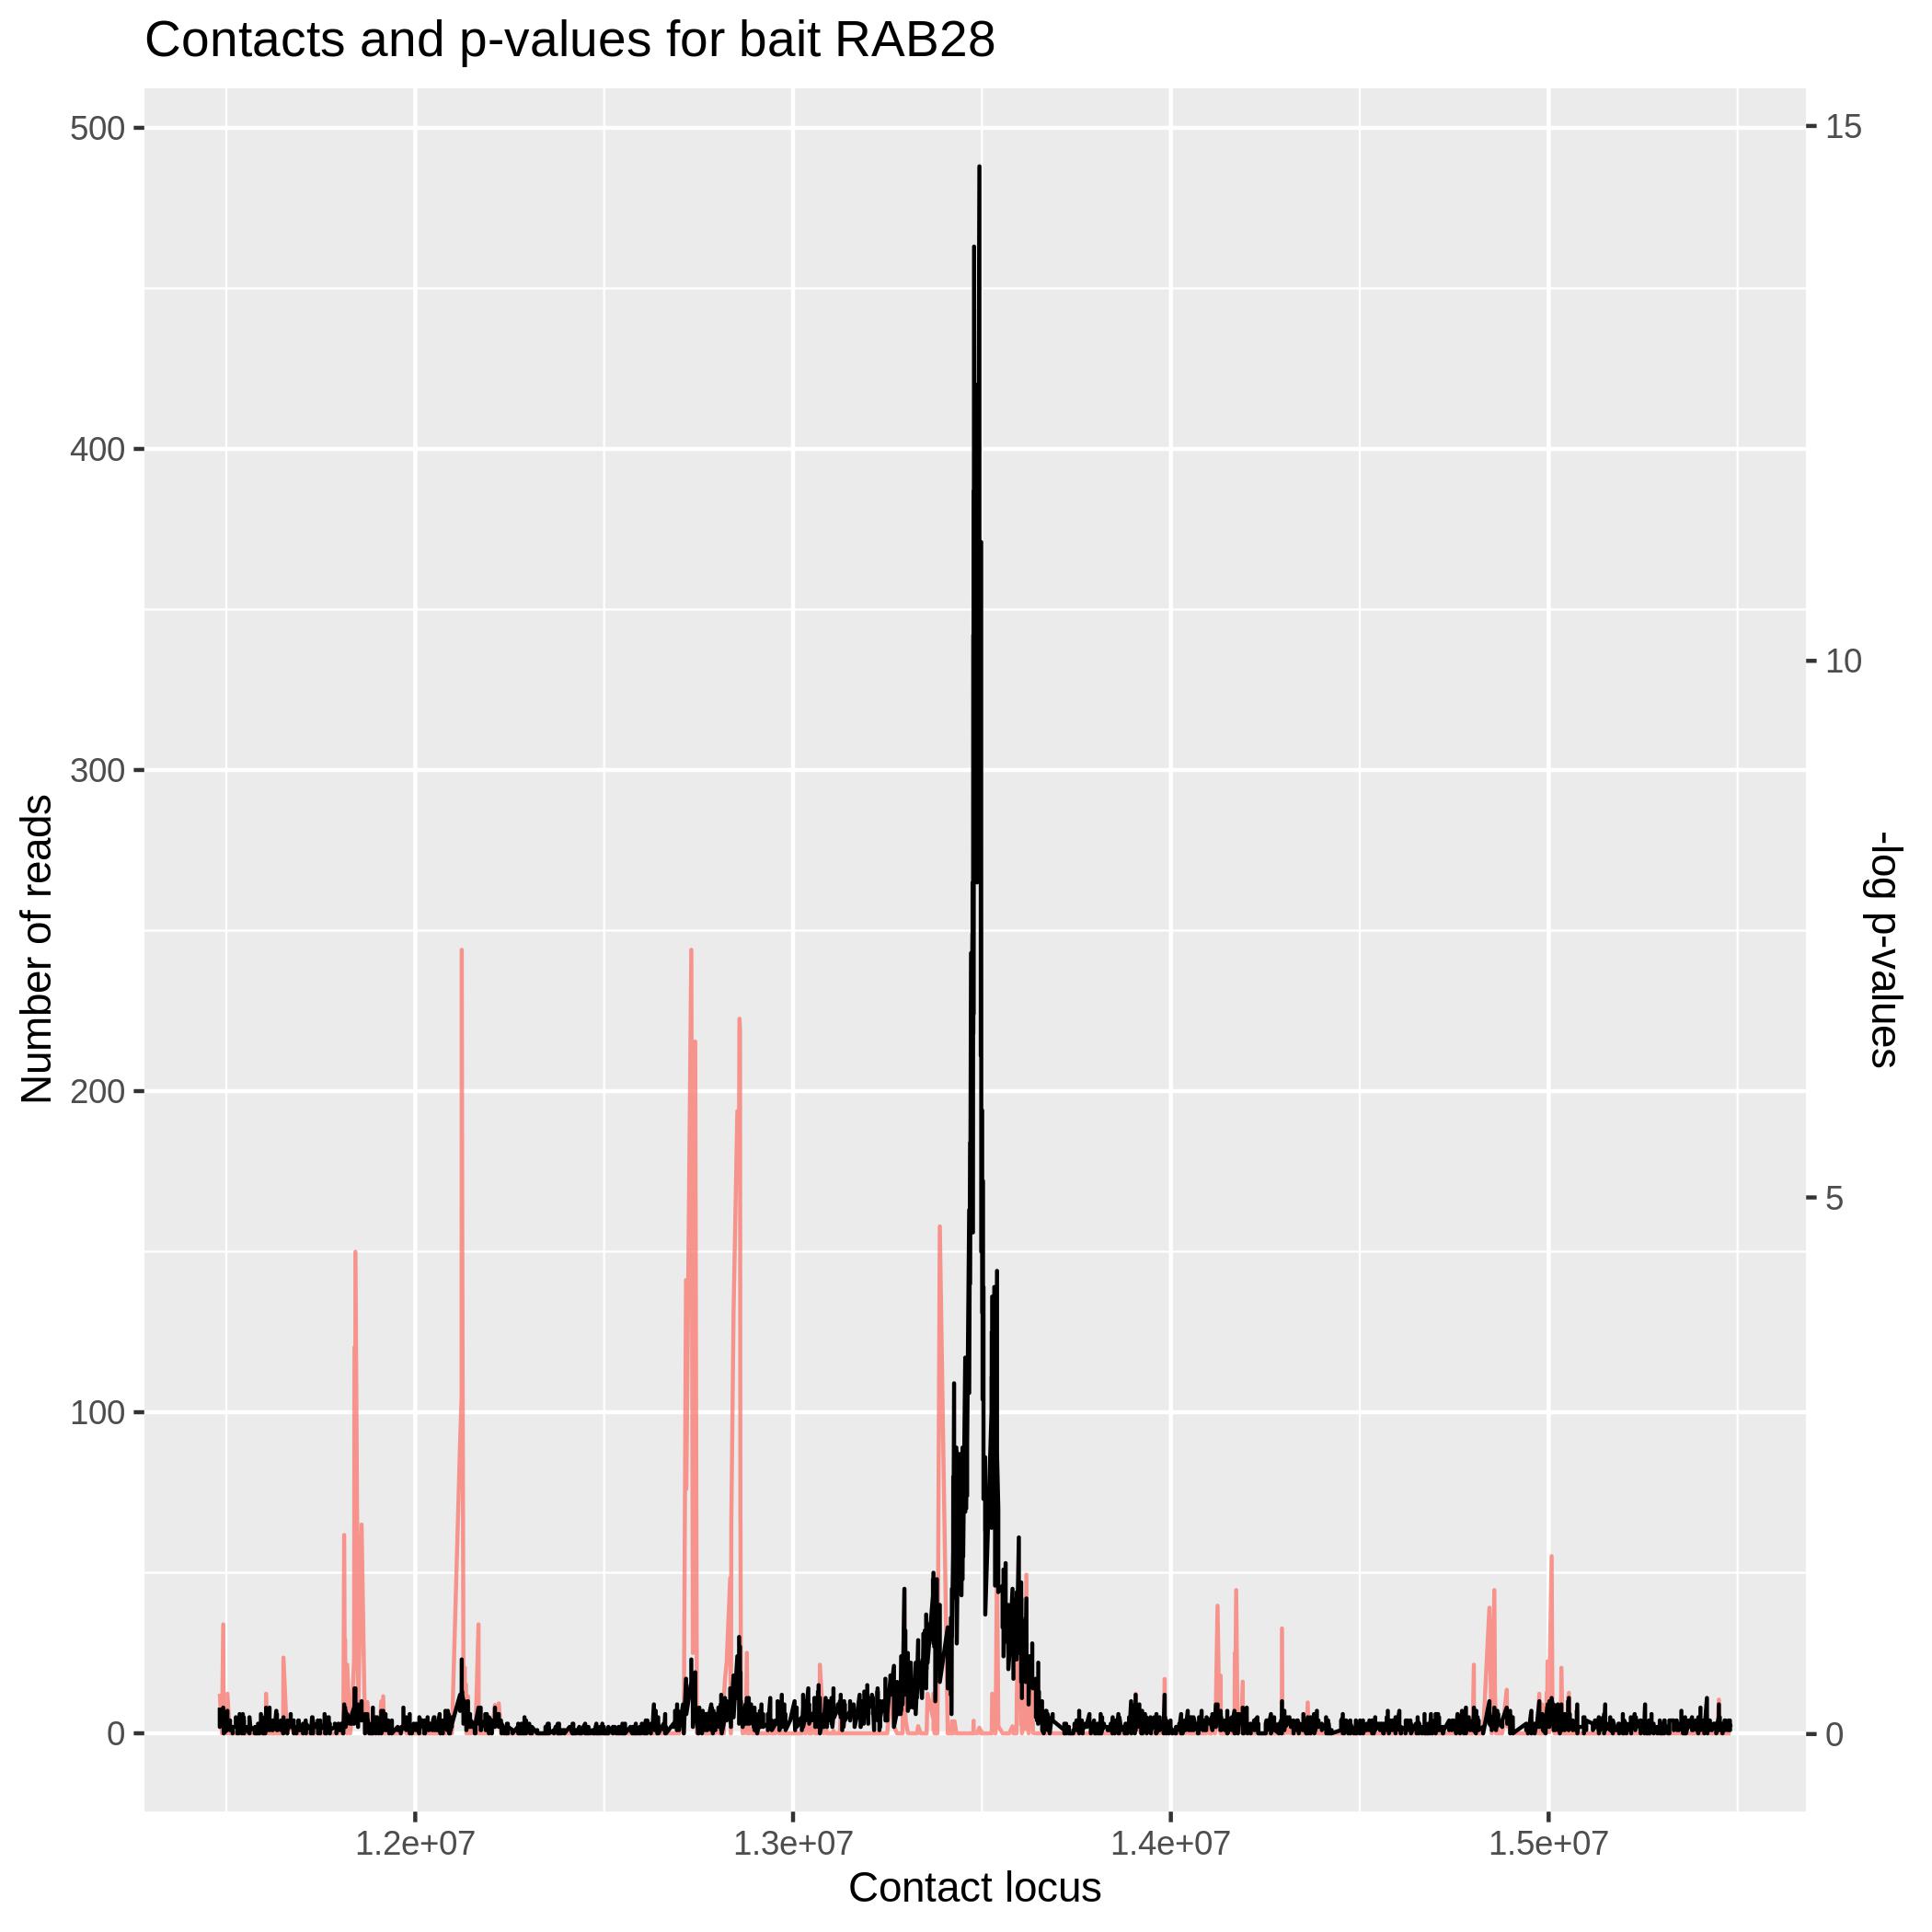 Contacts and p-values for bait RAB28
500
400
300
200
100
0
Number of reads
15
10
5
0
-log p-values
1.2e+07
1.3e+07
1.4e+07
1.5e+07
Contact locus